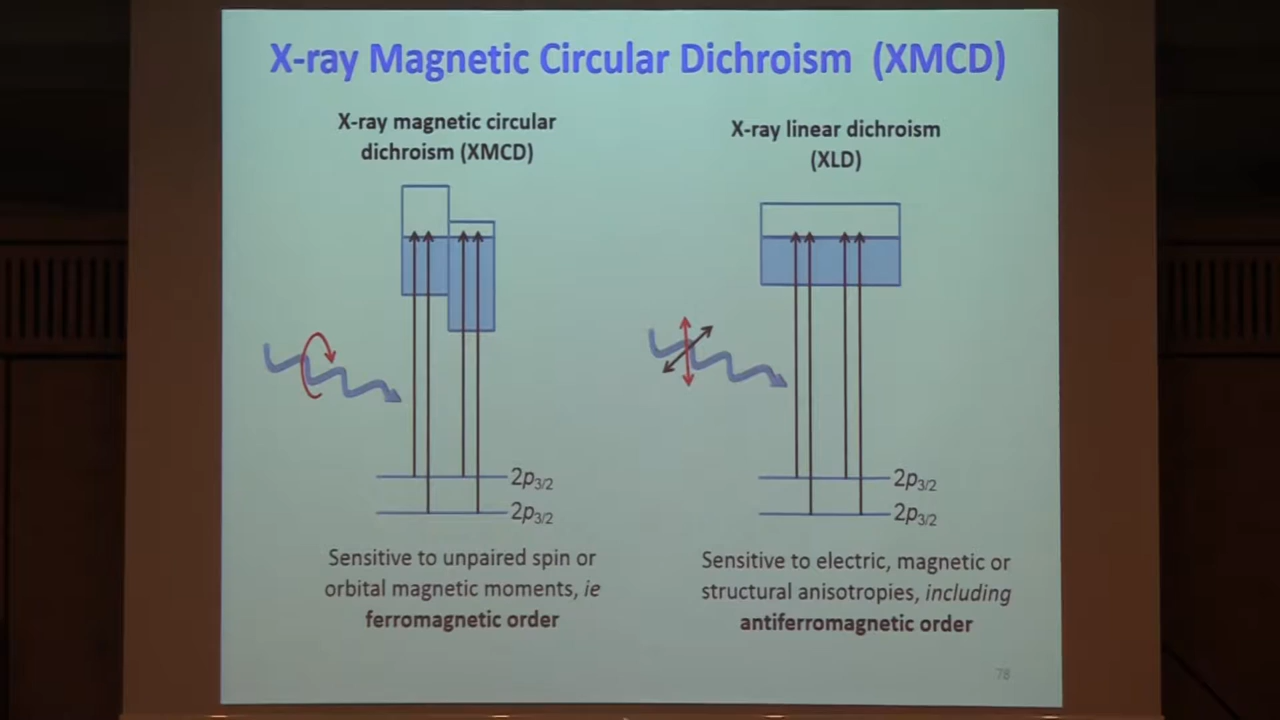 X-ray Magnetic Circular Dichroism (XMCD)
X-ray magnetic circular
dichroism (XMCD)
2p3/2
2p3/2
Sensitive to unpaired spin or
orbital magnetic moments, ie
ferromagnetic order
X-ray linear dichroism
(XLD)
2p3/2
2p3/2
Sensitive to electric, magnetic or
structural anisotropies, including
antiferromagnetic order
78